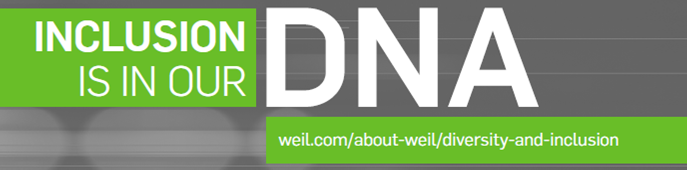 INCLUSION
IS IN OUR
DNA
weil.com/about-weil/diversity-and-inclusion